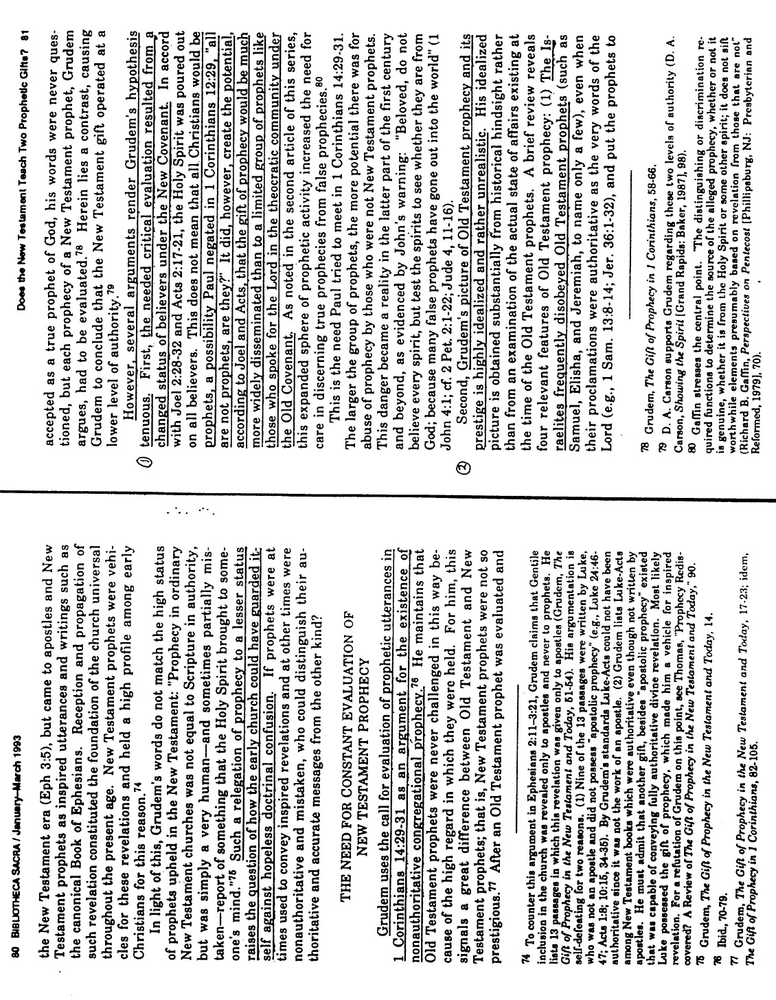 80 BIBLIOTHECA SACRA / January–March 1993
the New Testament era (Eph 3:5), but came to apostles and New
Testament prophets as inspired utterances and writings such as
the canonical Book of Ephesians. Reception and propagation of
such revelation constituted the foundation of the church universal
throughout the present age. New Testament prophets were vehi-
cles for these revelations and held a high profile among early
Christians for this reason.74
In light of this, Grudem's words do not match the high status
of prophets upheld in the New Testament: "Prophecy in ordinary
New Testament churches was not equal to Scripture in authority,
but was simply a very human—and sometimes partially mis-
taken—report of something that the Holy Spirit brought to some-
one's mind."75 Such a relegation of prophecy to a lesser status
raises the question of how the early church could have guarded it-
self against hopeless doctrinal confusion. If prophets were at
times used to convey inspired revelations and at other times were
nonauthoritative and mistaken, who could distinguish their au-
thoritative and accurate messages from the other kind?
THE NEED FOR CONSTANT EVALUATION OF
NEW TESTAMENT PROPHECY
Grudem uses the call for evaluation of prophetic utterances in
1 Corinthians 14:29-31 as an argument for the existence of
nonauthoritative congregational prophecy.76 He maintains that
Old Testament prophets were never challenged in this way be-
cause of the high regard in which they were held. For him, this
signals a great difference between Old Testament and New
Testament prophets; that is, New Testament prophets were not so
prestigious.77 After an Old Testament prophet was evaluated and
74 To counter this argument in Ephesians 2:11–3:21, Grudem claims that Gentile
inclusion in the church was revealed only to apostles and never to prophets. He
lists 13 passages in which this revelation was given only to apostles (Grudem, The
Gift of Prophecy in the New Testament and Today, 51-54). His argumentation is
self-defeating for two reasons. (1) Nine of the 13 passages were written by Luke,
who was not an apostle and did not possess "apostolic prophecy" (e.g., Luke 24:46-
47; Acts 1:8; 10:15, 34-35). By Grudem's standards Luke-Acts could not have been
authoritative since it was not the work of an apostle. (2) Grudem lists Luke-Acts
among New Testament books which were authoritative even though not written by
apostles. He must admit that another gift, besides "apostolic prophecy" existed
that was capable of conveying fully authoritative divine revelation. Most likely
Luke possessed the gift of prophecy, which made him a vehicle for inspired
revelation. For a refutation of Grudem on this point, see Thomas, "Prophecy Redis-
covered? A Review of The Gift of Prophecy in the New Testament and Today," 90.
75 Grudem, The Gift of Prophecy in the New Testament and Today, 14.
76 Ibid., 70-79.
77 Grudem, The Gift of Prophecy in the New Testament and Today, 17-23; idem,
The Gift of Prophecy in 1 Corinthians, 82-105.
Does the New Testament Teach Two Prophetic Gifts? 81
accepted as a true prophet of God, his words were never ques-
tioned, but each prophecy of a New Testament prophet, Grudem
argues, had to be evaluated.78 Herein lies a contrast, causing
Grudem to conclude that the New Testament gift operated at a
lower level of authority.79
However, several arguments render Grudem's hypothesis
① tenuous. First, the needed critical evaluation resulted from a
changed status of believers under the New Covenant. In accord
with Joel 2:28-32 and Acts 2:17-21, the Holy Spirit was poured out
on all believers. This does not mean that all Christians would be
prophets, a possibility Paul negated in 1 Corinthians 12:29, "all
are not prophets, are they?" It did, however, create the potential,
according to Joel and Acts, that the gift of prophecy would be much
more widely disseminated than to a limited group of prophets like
those who spoke for the Lord in the theocratic community under
the Old Covenant. As noted in the second article of this series,
this expanded sphere of prophetic activity increased the need for
care in discerning true prophecies from false prophecies.80
This is the need Paul tried to meet in 1 Corinthians 14:29-31.
The larger the group of prophets, the more potential there was for
abuse of prophecy by those who were not New Testament prophets.
This danger became a reality in the latter part of the first century
and beyond, as evidenced by John's warning: "Beloved, do not
believe every spirit, but test the spirits to see whether they are from
God; because many false prophets have gone out into the world" (1
John 4:1; cf. 2 Pet. 2:1-22; Jude 4, 11-16).
② Second, Grudem's picture of Old Testament prophecy and its
prestige is highly idealized and rather unrealistic. His idealized
picture is obtained substantially from historical hindsight rather
than from an examination of the actual state of affairs existing at
the time of the Old Testament prophets. A brief review reveals
four relevant features of Old Testament prophecy: (1) The Is-
raelites frequently disobeyed Old Testament prophets (such as
Samuel, Elisha, and Jeremiah, to name only a few), even when
their proclamations were as authoritative as the very words of the
Lord (e.g., 1 Sam. 13:8-14; Jer. 36:1-32), and put the prophets to
78 Grudem, The Gift of Prophecy in 1 Corinthians, 58-66.
79 D. A. Carson supports Grudem regarding these two levels of authority (D. A.
Carson, Showing the Spirit [Grand Rapids: Baker, 1987], 98).
80 Gaffin stresses the central point. "The distinguishing or discrimination re-
quired functions to determine the source of the alleged prophecy, whether or not it
is genuine, whether it is from the Holy Spirit or some other spirit; it does not sift
worthwhile elements presumably based on revelation from those that are not"
(Richard B. Gaffin, Perspectives on Pentecost [Phillipsburg, NJ: Presbyterian and
Reformed, 1979], 70).